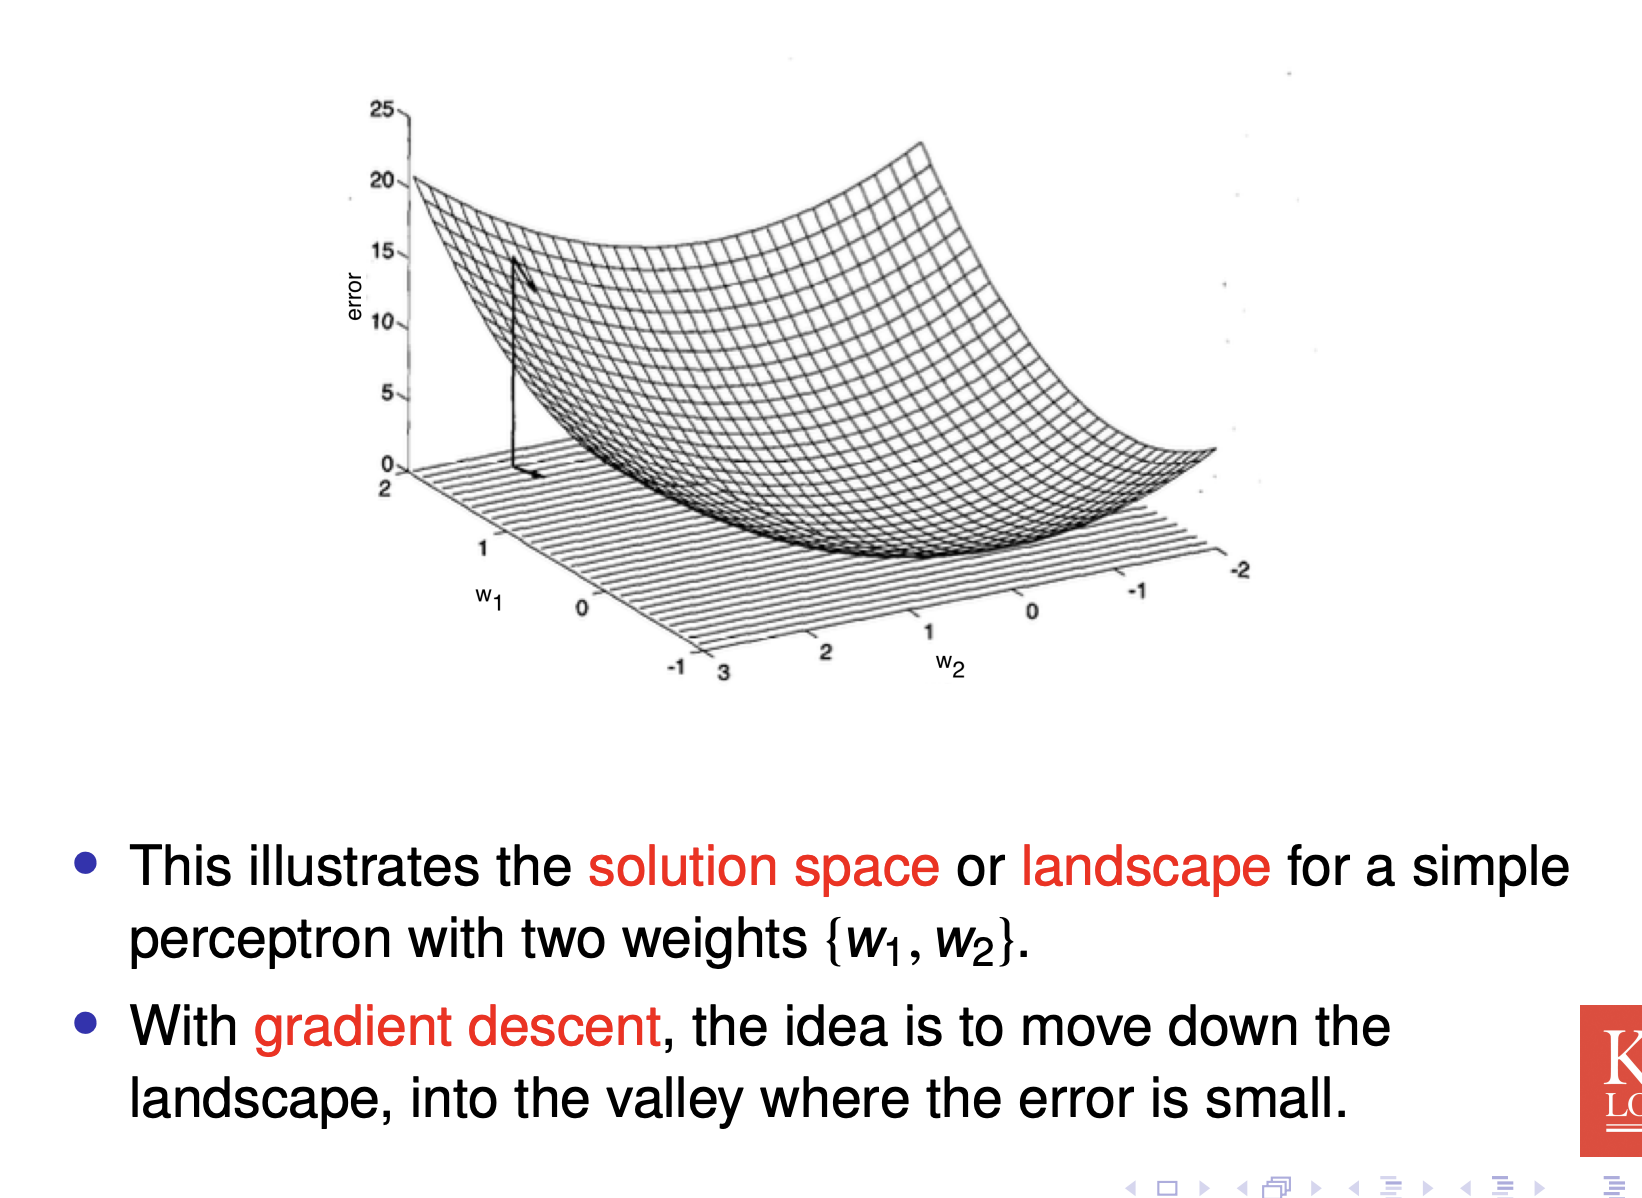 25
20
15
10
5
0
error
2
1
0
-1
w1
3
2
1
0
-1
-2
w2
• This illustrates the solution space or landscape for a simple
perceptron with two weights {w1, w2}.
• With gradient descent, the idea is to move down the
landscape, into the valley where the error is small.
K
LO